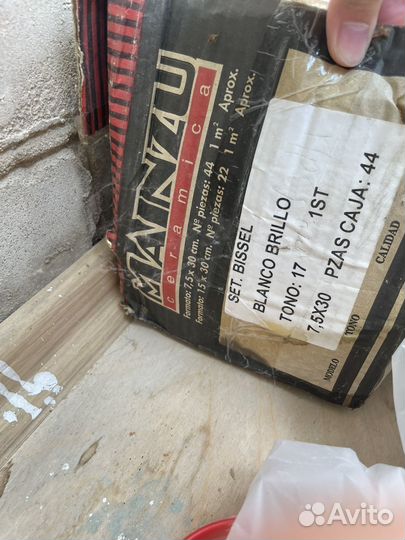 MAINZU
ceramica
Formato: 7,5 x 30 cm. Nº piezas: 44 1 m² Aprox.
Formato: 15 x 30 cm. Nº piezas: 22 1 m² Aprox.
SET. BISSEL
BLANCO BRILLO
TONO: 17 1ST
7,5X30 PZAS CAJA: 44
MODELO TONO CALIDAD
Avito